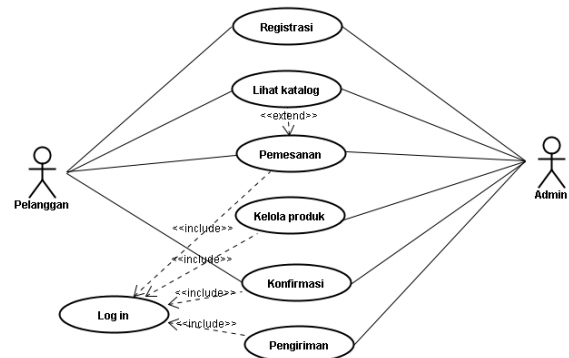 Registrasi
Lihat katalog
<<extend>>
Pemesanan
Pelanggan
Admin
Kelola produk
<<include>>
<<include>>
Konfirmasi
<<include>>
Log in
<<include>>
Pengiriman